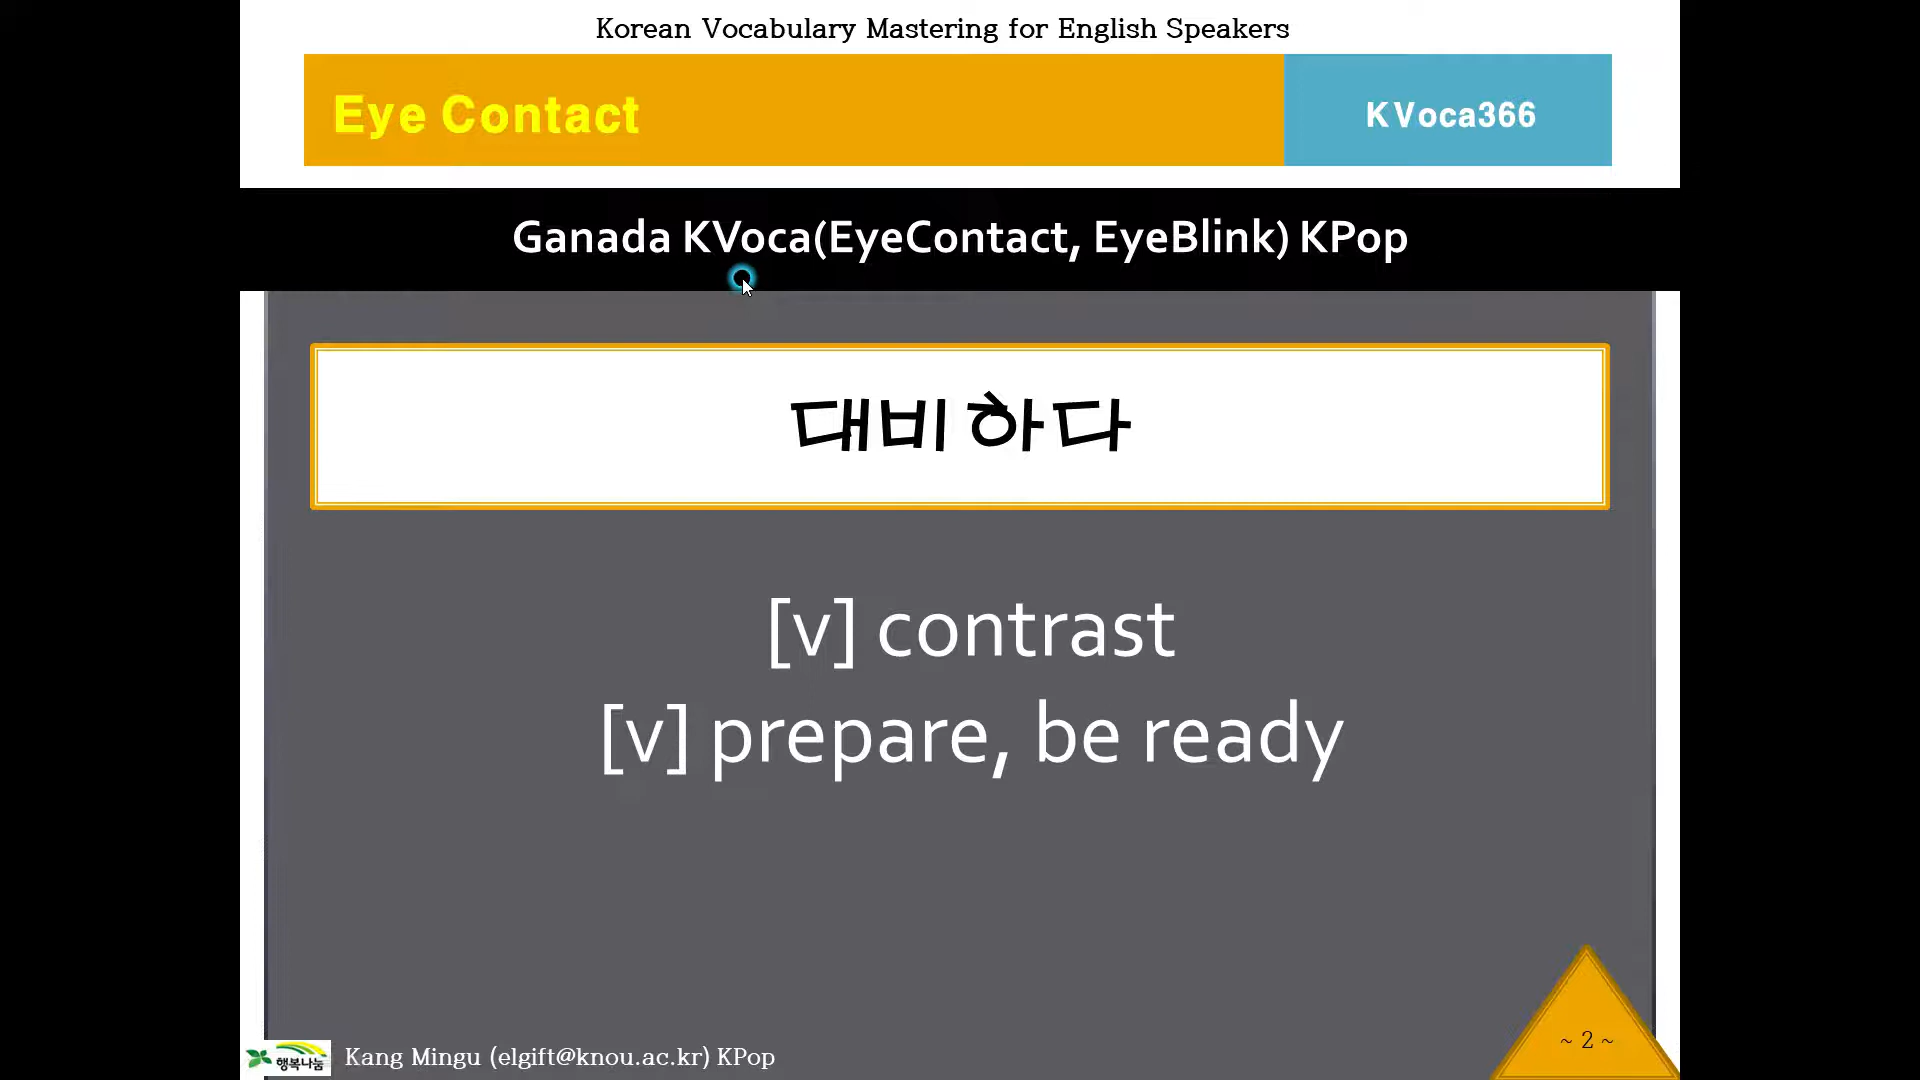 Korean Vocabulary Mastering for English Speakers
Eye Contact
KVoca366
Ganada KVoca(EyeContact, EyeBlink) KPop
대비하다
[v] contrast
[v] prepare, be ready
행복나눔
Kang Mingu (elgift@knou.ac.kr) KPop
~ 2 ~